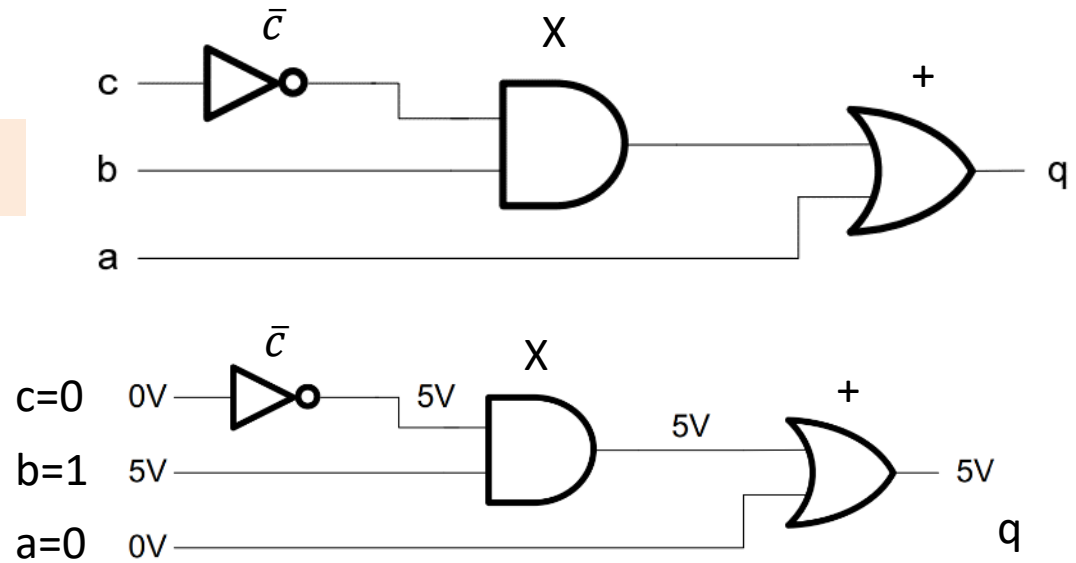 c̄
X
+
c
b
q
a
c̄
X
+
c=0 0V 5V
5V
b=1 5V 5V
q
a=0 0V